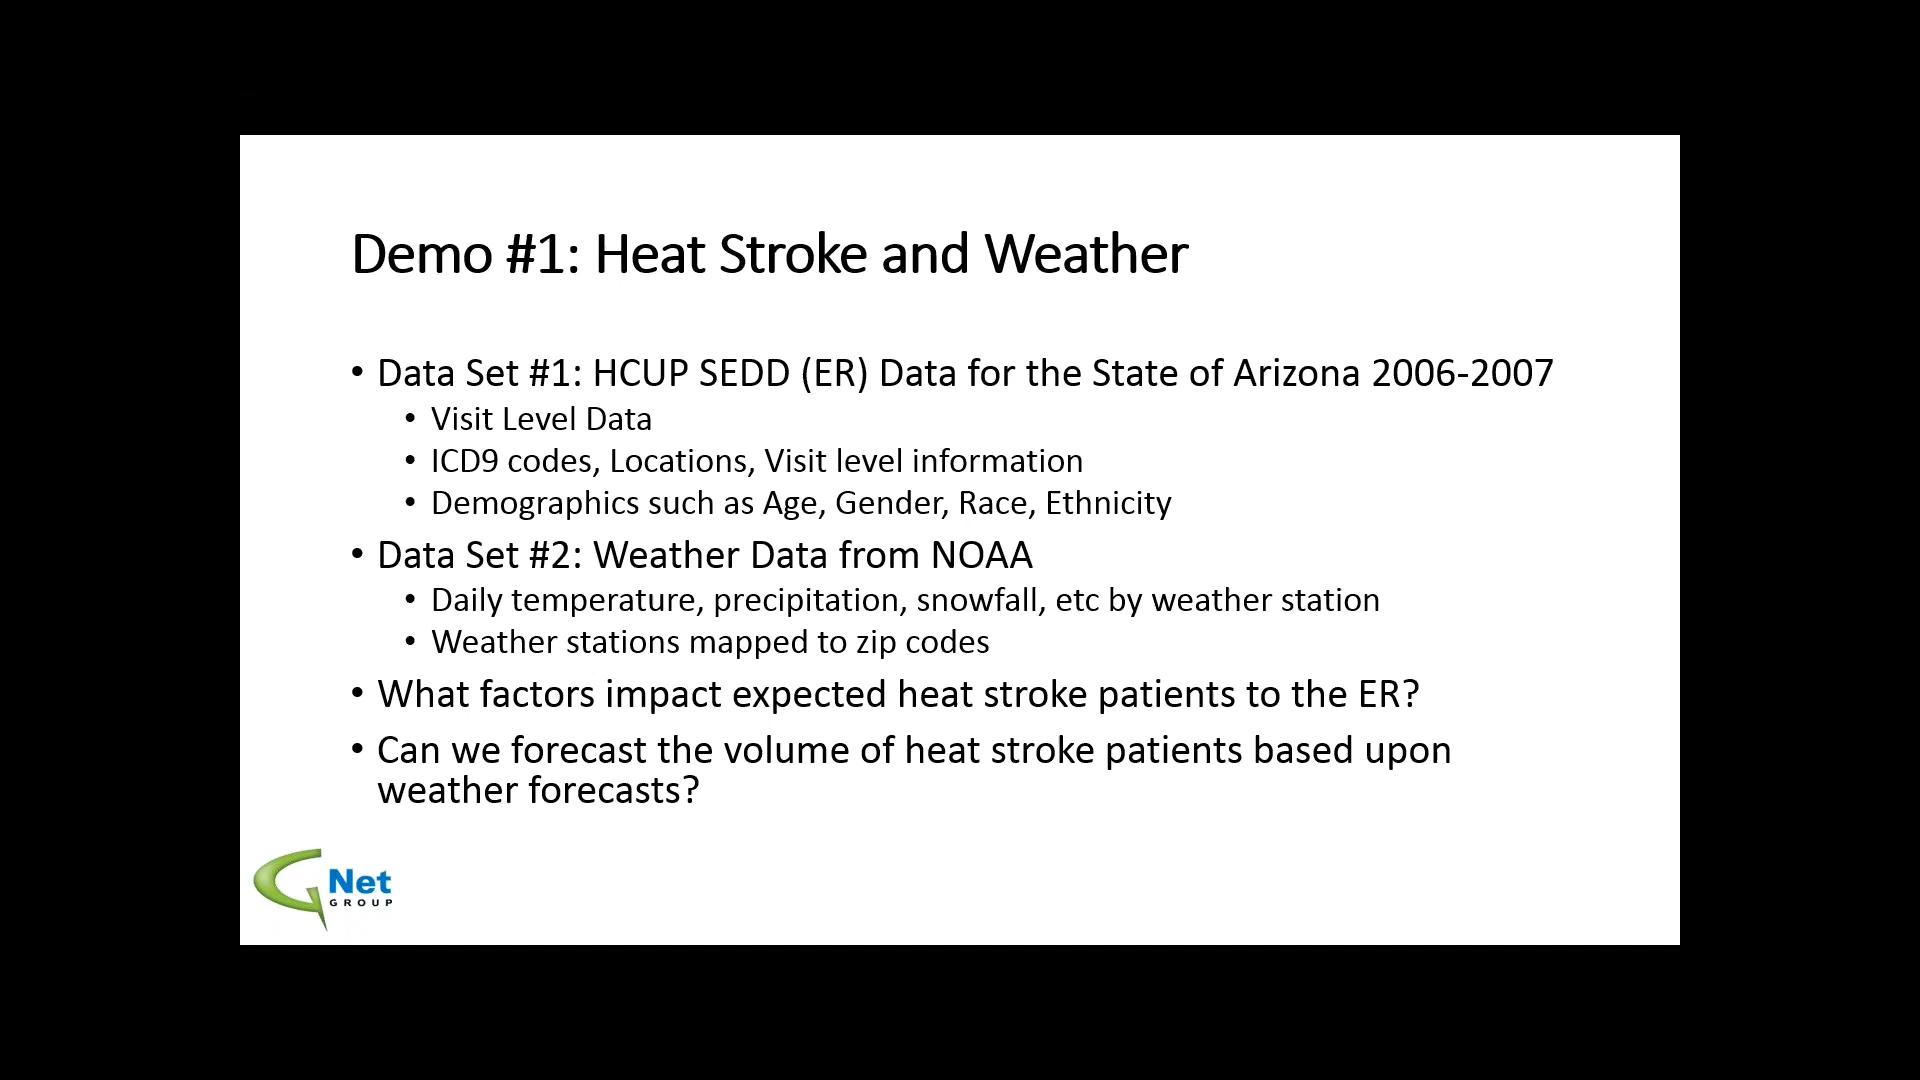 Demo #1: Heat Stroke and Weather
• Data Set #1: HCUP SEDD (ER) Data for the State of Arizona 2006-2007
• Visit Level Data
• ICD9 codes, Locations, Visit level information
• Demographics such as Age, Gender, Race, Ethnicity
• Data Set #2: Weather Data from NOAA
• Daily temperature, precipitation, snowfall, etc by weather station
• Weather stations mapped to zip codes
• What factors impact expected heat stroke patients to the ER?
• Can we forecast the volume of heat stroke patients based upon
weather forecasts?
GNet
GROUP